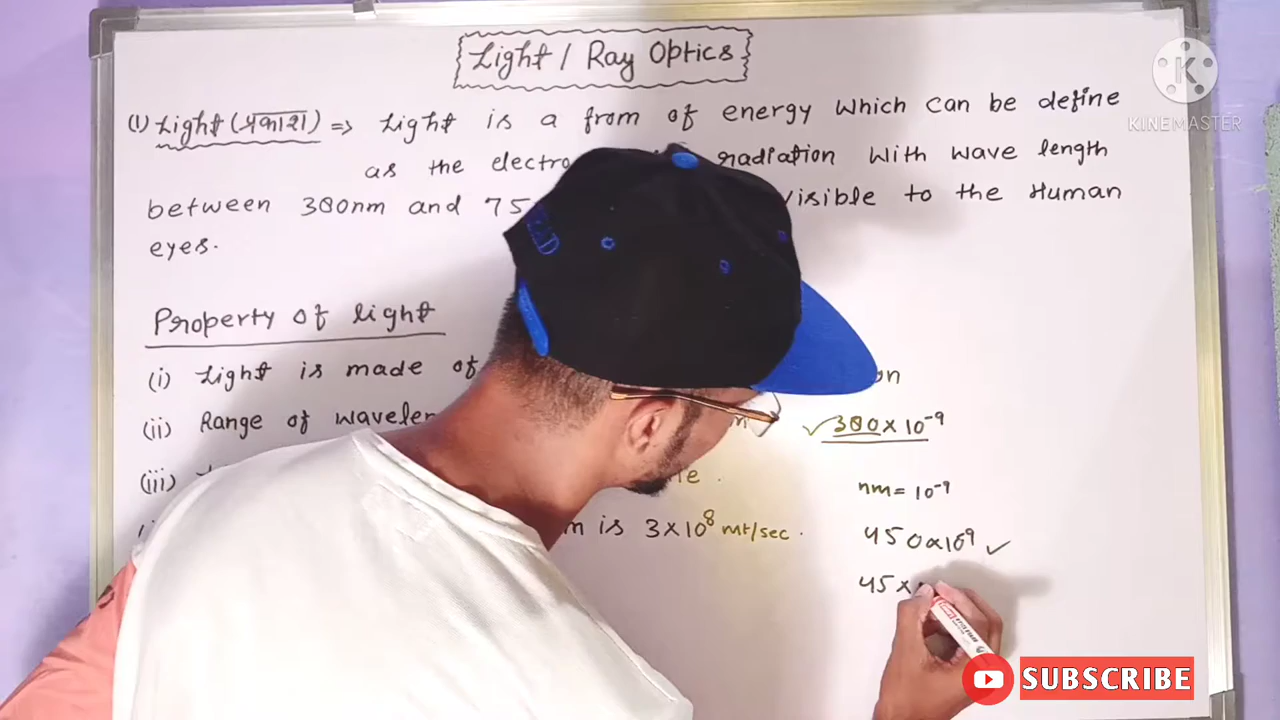 Light / Ray Optics
(1) Light (प्रकाश) => Light is a from of energy which can be define
as the electro radiation with wave length
between 380nm and 75 visible to the Human
eyes.
Property of light
(i) Light is made of
(ii) Range of wavelen
✓ 380 × 10⁻⁹
(iii)
nm = 10⁻⁹
is 3×10⁸ mt/sec.
450×10⁻⁹ ✓
45×
KINEMASTER
SUBSCRIBE